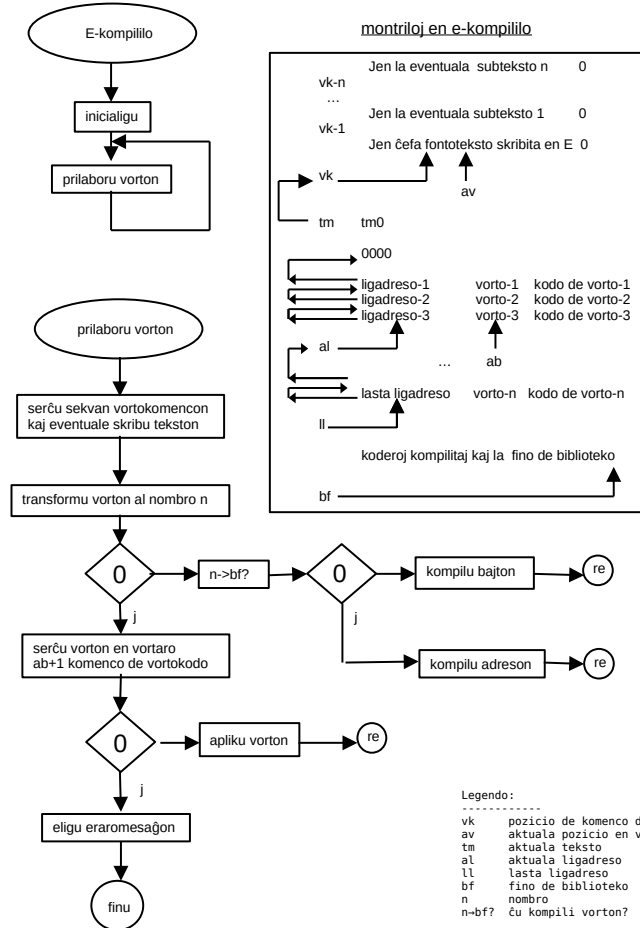 E-kompililo
inicialigu
prilaboru vorton
montriloj en e-kompililo
Jen la eventuala subteksto n 0
vk-n
...
Jen la eventuala subteksto 1 0
vk-1
Jen ĉefa fontoteksto skribita en E 0
vk
av
tm tm0
0000
ligadreso-1 vorto-1 kodo de vorto-1
ligadreso-2 vorto-2 kodo de vorto-2
ligadreso-3 vorto-3 kodo de vorto-3
al
... ab
lasta ligadreso vorto-n kodo de vorto-n
ll
koderoj kompilitaj kaj la fino de biblioteko
bf
prilaboru vorton
serĉu sekvan vortokomencon
kaj eventuale skribu tekston
transformu vorton al nombro n
0 n->bf? 0 kompilu bajton re
j j
serĉu vorton en vortaro
ab+1 komenco de vortokodo
kompilu adreson re
0 apliku vorton re
j
eligu eraromesaĝon
finu
Legendo:
------------
vk pozicio de komenco d
av aktuala pozicio en v
tm aktuala teksto
al aktuala ligadreso
ll lasta ligadreso
bf fino de biblioteko
n nombro
n→bf? ĉu kompili vorton?